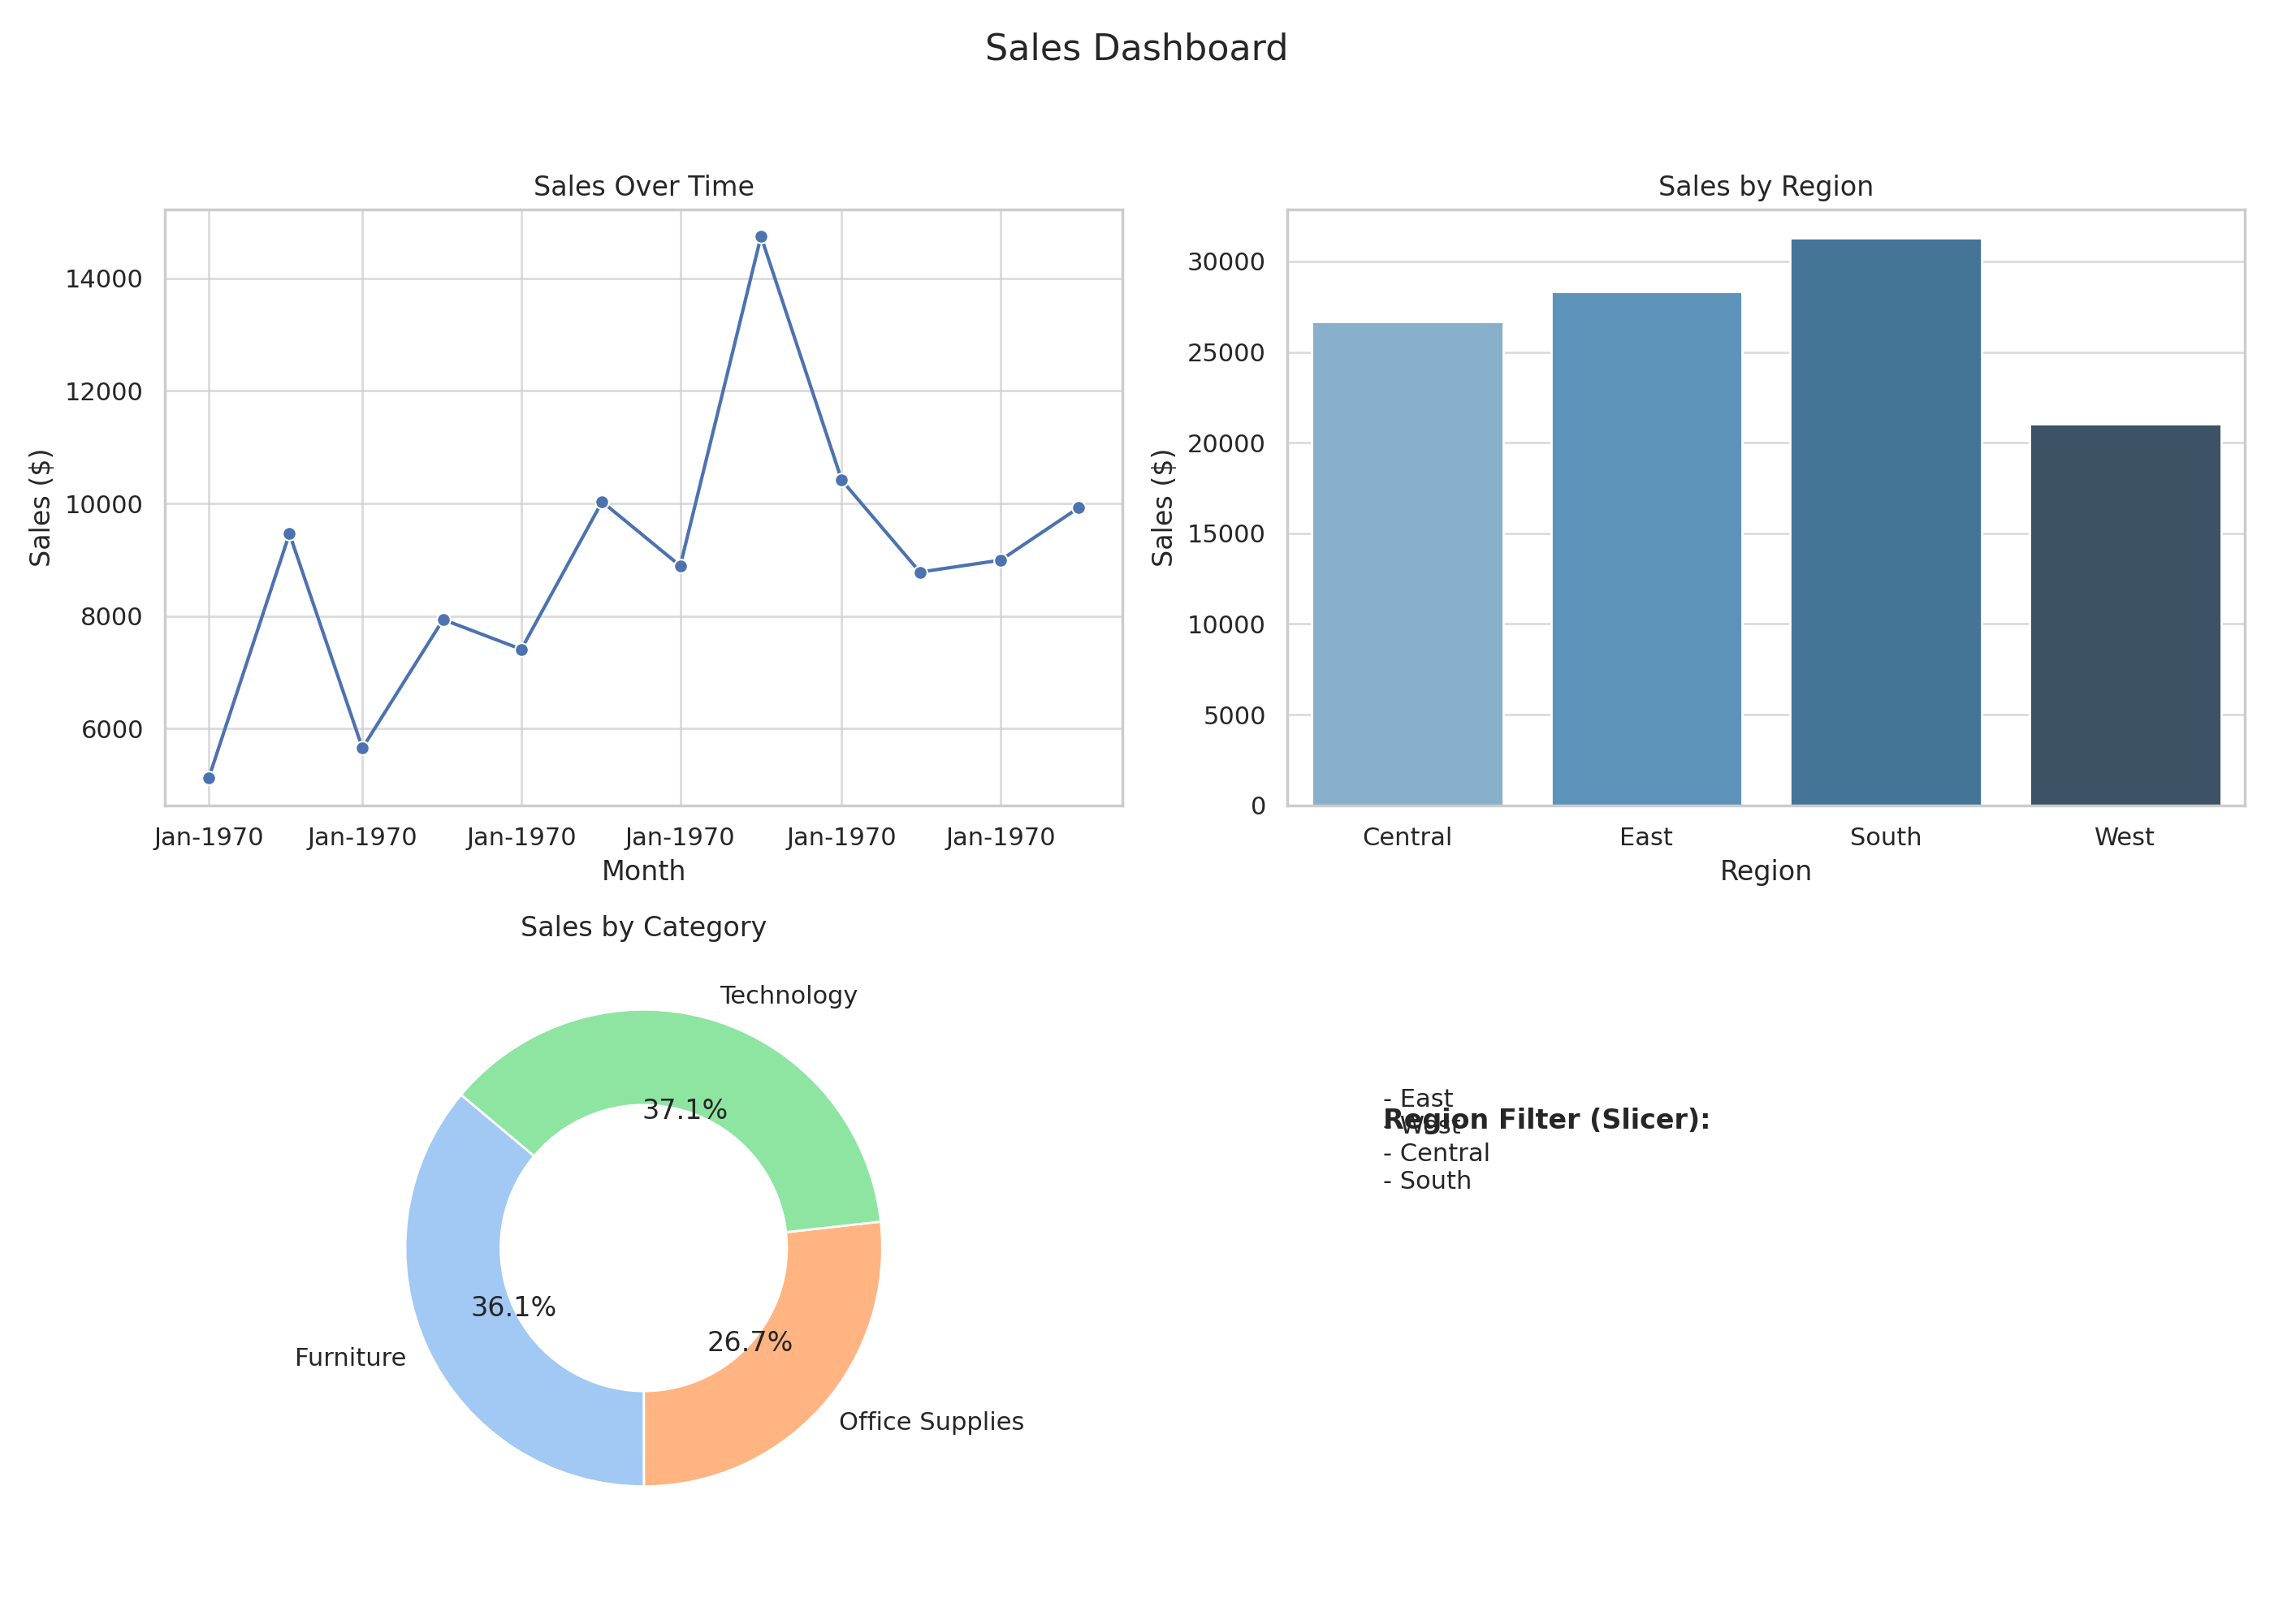 Sales Dashboard
Sales Over Time
Sales ($)
14000
12000
10000
8000
6000
Jan-1970 Jan-1970 Jan-1970 Jan-1970 Jan-1970 Jan-1970
Month
Sales by Region
Sales ($)
30000
25000
20000
15000
10000
5000
0
Central East South West
Region
Sales by Category
Technology
37.1%
36.1%
26.7%
Furniture
Office Supplies
- East
Region Filter (Slicer):
- West
- Central
- South